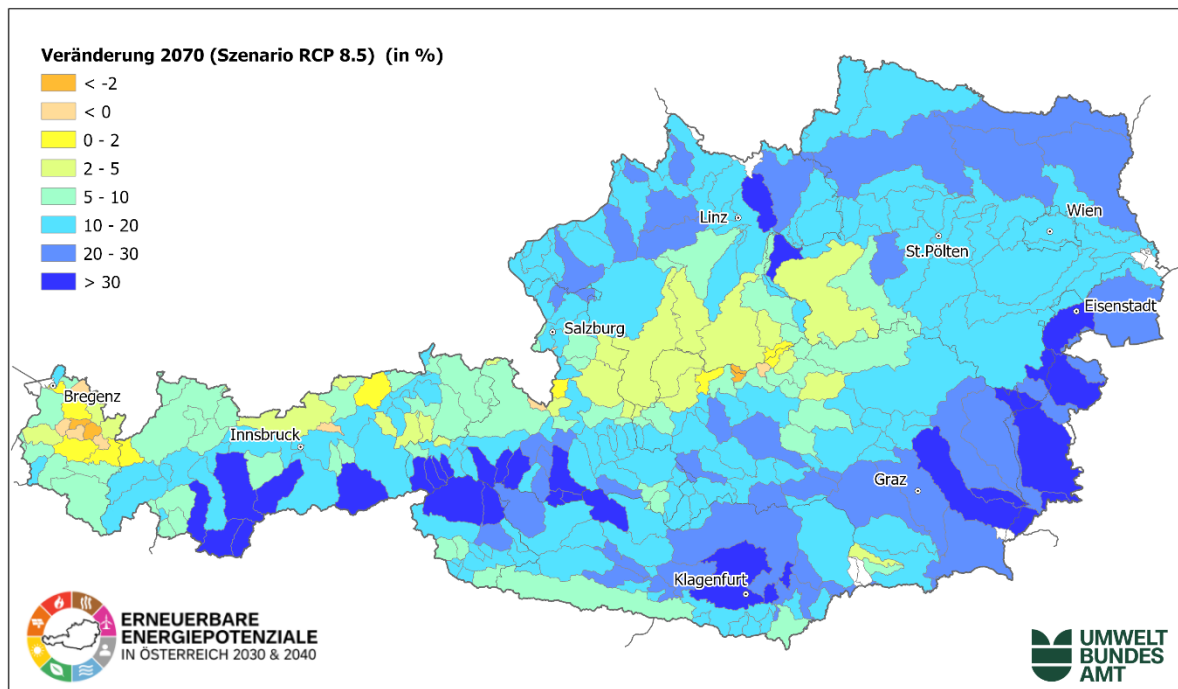 Veränderung 2070 (Szenario RCP 8.5) (in %)
< -2
< 0
0 - 2
2 - 5
5 - 10
10 - 20
20 - 30
> 30
Linz
Wien
St.Pölten
Eisenstadt
Salzburg
Bregenz
Innsbruck
Graz
Klagenfurt
ERNEUERBARE
ENERGIEPOTENZIALE
IN ÖSTERREICH 2030 & 2040
UMWELT
BUNDES
AMT